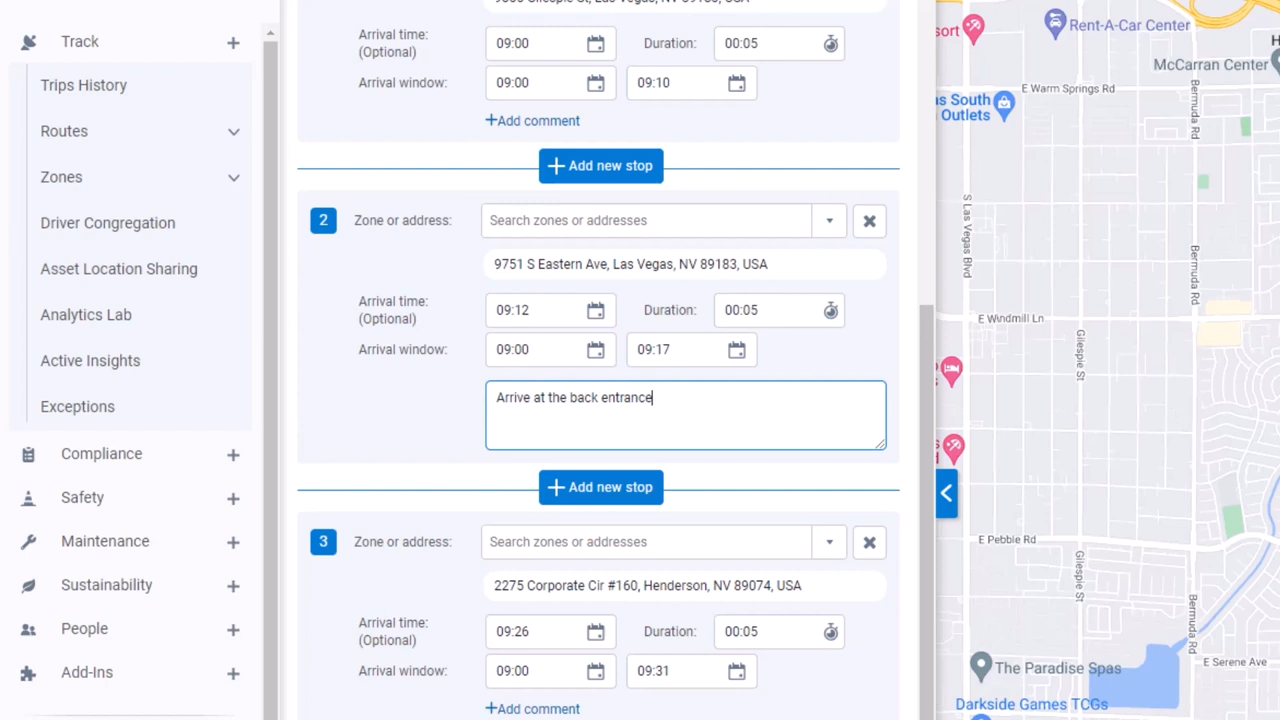 Track
Trips History
Routes
Zones
Driver Congregation
Asset Location Sharing
Analytics Lab
Active Insights
Exceptions
Compliance
Safety
Maintenance
Sustainability
People
Add-Ins
Arrival time:
(Optional)
09:00
Duration:
00:05
Arrival window:
09:00
09:10
+Add comment
+ Add new stop
2
Zone or address:
Search zones or addresses
9751 S Eastern Ave, Las Vegas, NV 89183, USA
Arrival time:
(Optional)
09:12
Duration:
00:05
Arrival window:
09:00
09:17
Arrive at the back entrance
+ Add new stop
3
Zone or address:
Search zones or addresses
2275 Corporate Cir #160, Henderson, NV 89074, USA
Arrival time:
(Optional)
09:26
Duration:
00:05
Arrival window:
09:00
09:31
+Add comment
Rent-A-Car Center
McCarran Center
E Warm Springs Rd
South
Outlets
Bermuda Rd
S Las Vegas Blvd
Bermuda Rd
E Windmill Ln
Gilespie St
E Pebble Rd
Gilespie St
Bermuda Rd
The Paradise Spas
E Serene Ave
Darkside Games TCGs